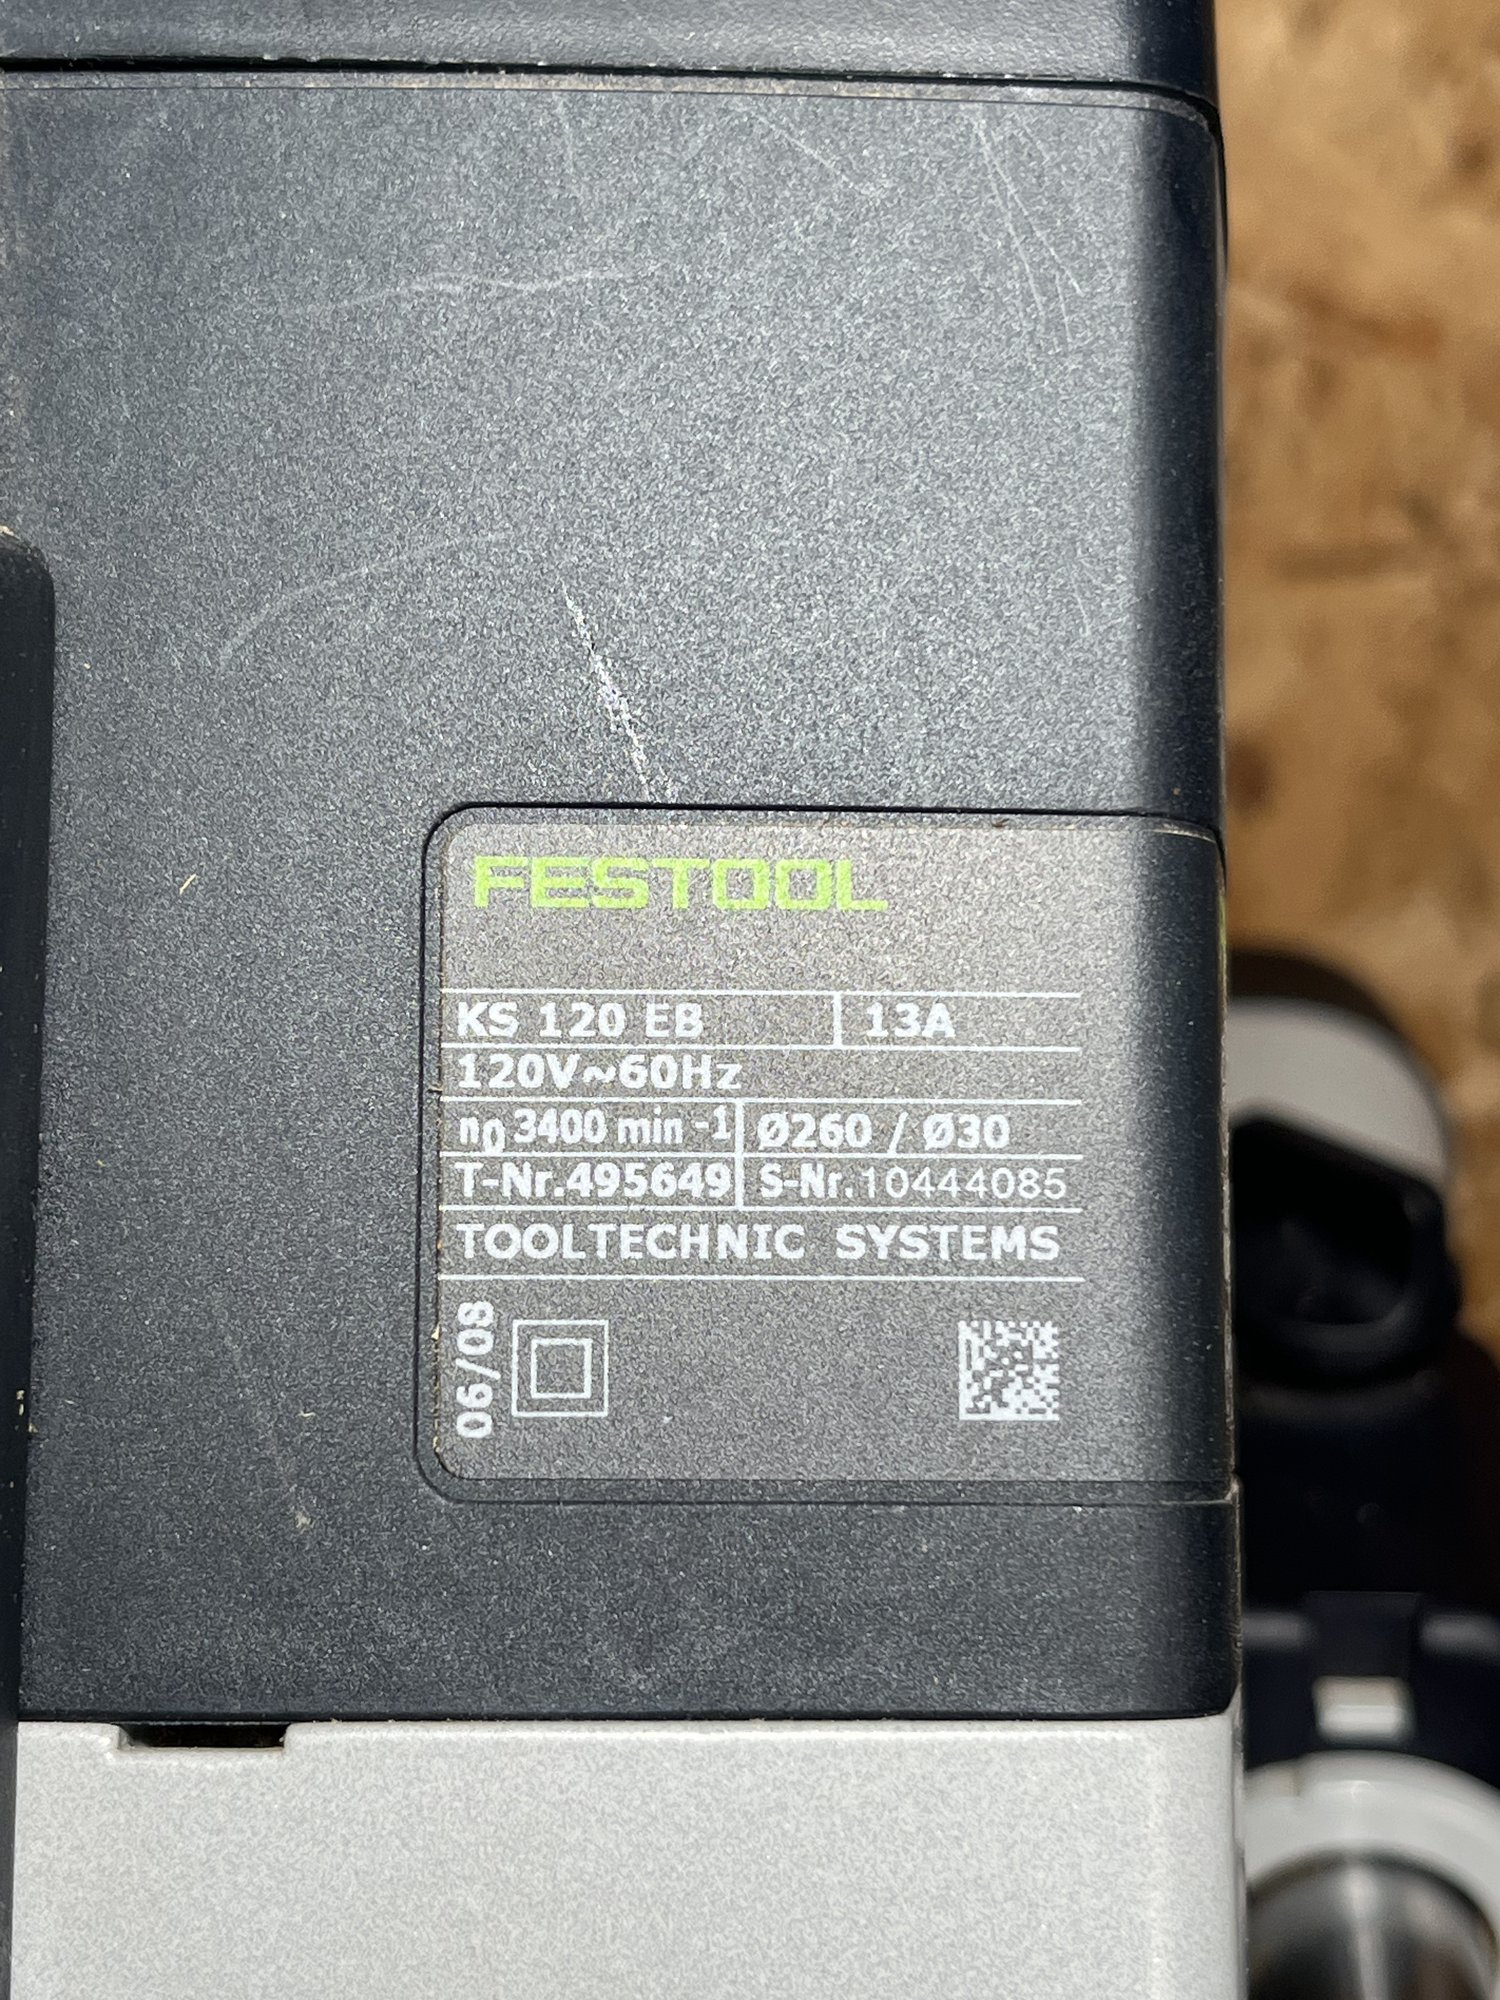 FESTOOL
KS 120 EB 13A
120V~60Hz
n0 3400 min -1 Ø260 / Ø30
T-Nr.495649 S-Nr.10444085
TOOLTECHNIC SYSTEMS
06/08